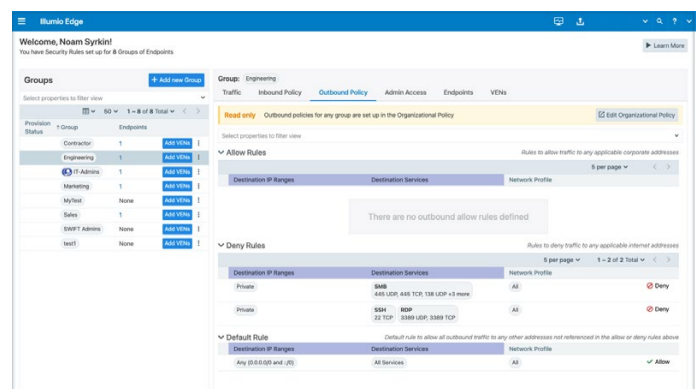 Illumio Edge
Welcome, Noam Syrkin!
You have Security Rules set up for 8 Groups of Endpoints
Learn More
Groups
+ Add new Group
Select properties to filter view
50 1 – 8 of 8 Total
Provision Status
↑ Group
Endpoints
Contractor 1 Add VENs
Engineering 1 Add VENs
IT-Admins 1 Add VENs
Marketing 1 Add VENs
MyTest None Add VENs
Sales 1 Add VENs
SWIFT Admins None Add VENs
test1 None Add VENs
Group: Engineering
Traffic Inbound Policy Outbound Policy Admin Access Endpoints VENs
Read only Outbound policies for any group are set up in the Organizational Policy Edit Organizational Policy
Select properties to filter view
Allow Rules Rules to allow traffic to any applicable corporate addresses
5 per page
Destination IP Ranges Destination Services Network Profile
There are no outbound allow rules defined
Deny Rules Rules to deny traffic to any applicable internet addresses
5 per page 1 – 2 of 2 Total
Destination IP Ranges Destination Services Network Profile
Private SMB All Deny
445 UDP, 445 TCP, 138 UDP +3 more
Private SSH RDP All Deny
22 TCP 3389 UDP, 3389 TCP
Default Rule Default rule to allow all outbound traffic to any other addresses not referenced in the allow or deny rules above
Destination IP Ranges Destination Services Network Profile
Any (0.0.0.0/0 and ::/0) All Services All Allow